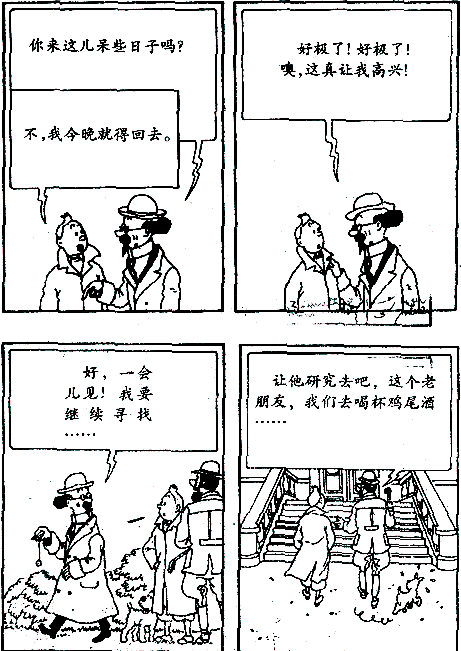 你来这儿呆些日子吗？
不，我今晚就得回去。
好极了！好极了！
噢，这真让我高兴！
好，一会
儿见！我要
继续寻找
……
让他研究去吧，这个老
朋友，我们去喝杯鸡尾酒
……